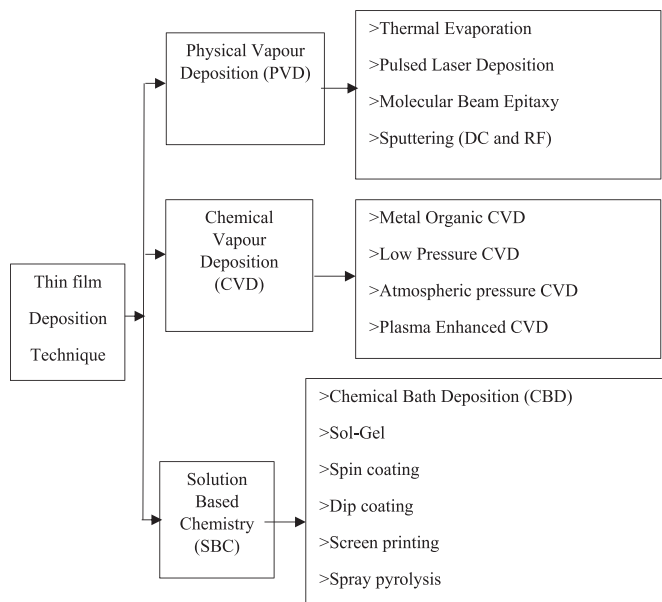 Thin film
Deposition
Technique
Physical Vapour
Deposition (PVD)
>Thermal Evaporation
>Pulsed Laser Deposition
>Molecular Beam Epitaxy
>Sputtering (DC and RF)
Chemical
Vapour
Deposition
(CVD)
>Metal Organic CVD
>Low Pressure CVD
>Atmospheric pressure CVD
>Plasma Enhanced CVD
Solution
Based
Chemistry
(SBC)
>Chemical Bath Deposition (CBD)
>Sol-Gel
>Spin coating
>Dip coating
>Screen printing
>Spray pyrolysis